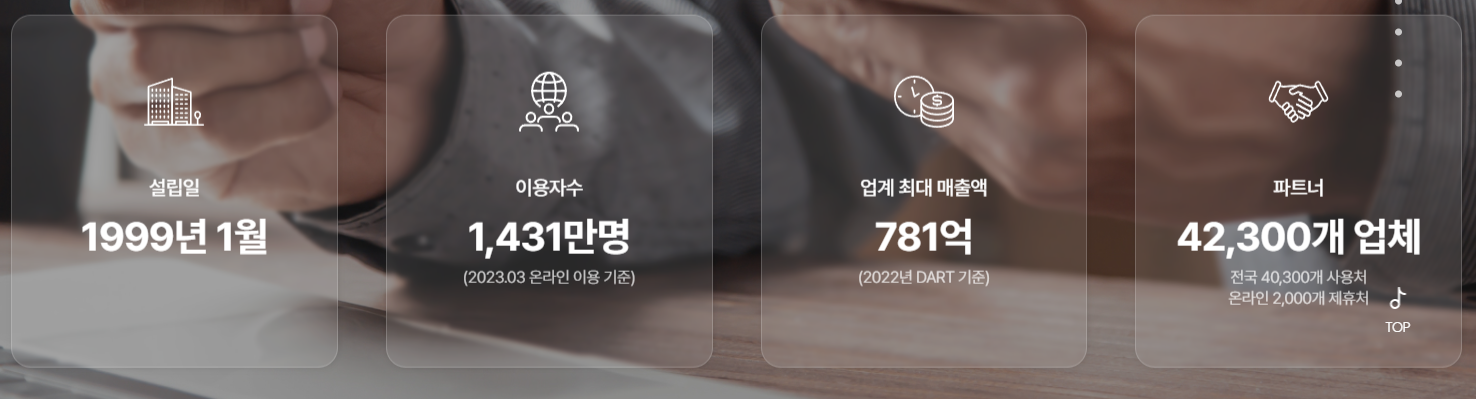 설립일
1999년 1월
이용자수
1,431만명
(2023.03 온라인 이용 기준)
업계 최대 매출액
781억
(2022년 DART 기준)
파트너
42,300개 업체
전국 40,300개 사용처
온라인 2,000개 제휴처
TOP